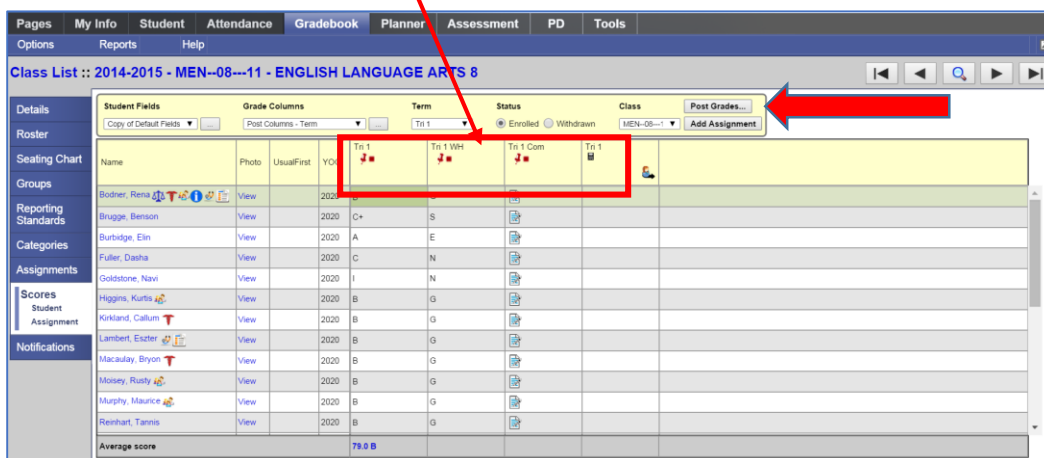 Pages My Info Student Attendance Gradebook Planner Assessment PD Tools
Options Reports Help
Class List :: 2014-2015 - MEN--08---11 - ENGLISH LANGUAGE ARTS 8
Details
Roster
Seating Chart
Groups
Reporting
Standards
Categories
Assignments
Scores
Student
Assignment
Notifications
Student Fields Grade Columns Term Status Class Post Grades...
Copy of Default Fields ... Post Columns - Term ... Tri 1 Enrolled Withdrawn MEN--08---1 Add Assignment
Name Photo UsualFirst Tri 1 Tri 1 WH Tri 1 Com Tri 1
Bodner, Rena View 2020
Brugge, Benson View 2020 C+ S
Burbidge, Elin View 2020 A E
Fuller, Dasha View 2020 C N
Goldstone, Navi View 2020 I N
Higgins, Kurtis View 2020 B G
Kirkland, Callum View 2020 B G
Lambert, Eszter View 2020 B G
Macaulay, Bryon View 2020 B G
Moisey, Rusty View 2020 B G
Murphy, Maurice View 2020 B G
Reinhart, Tannis View 2020 B G
Average score 79.0 B